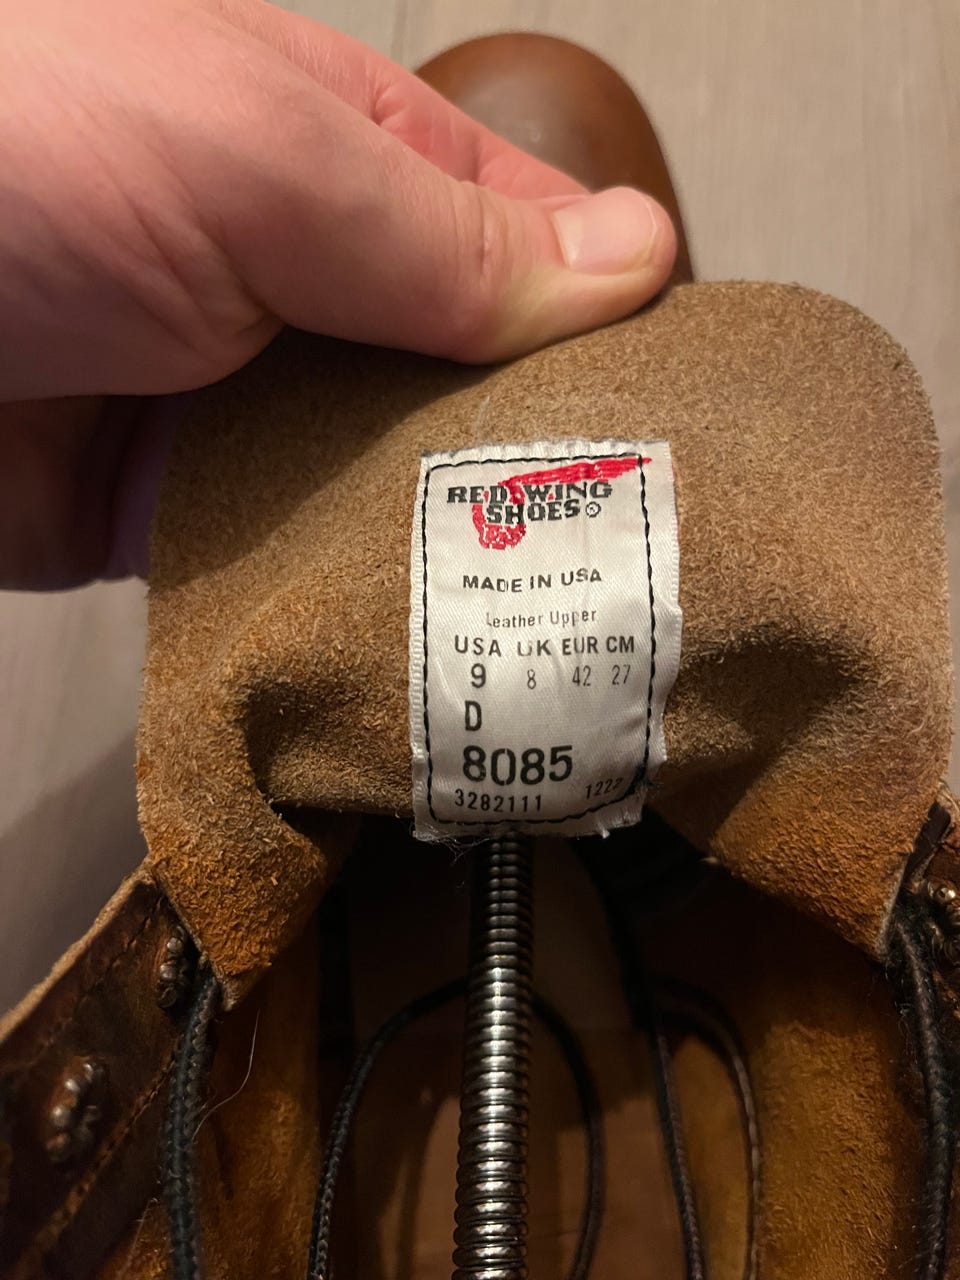 RED WING
SHOES®
MADE IN USA
Leather Upper
USA UK EUR CM
9 8 42 27
D
8085
3282111 1222